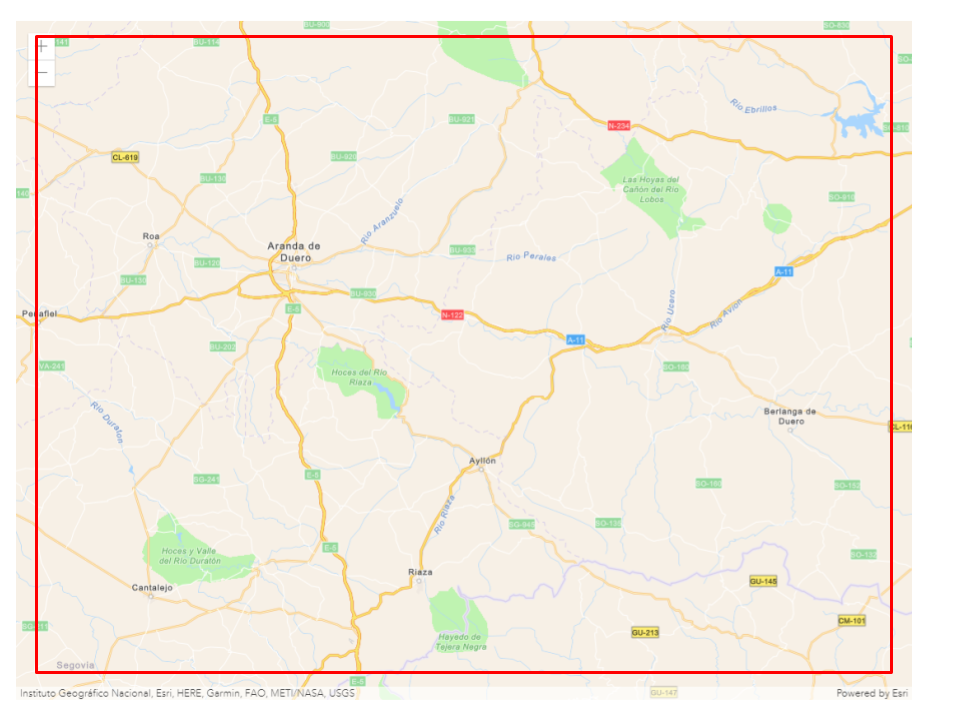 BU-900
SO-830
+
141
BU-114
SO-
−
Río Ebrillos
BU-921
E-5
N-234
SO-810
CL-619
BU-920
BU-130
Las Hoyas del
Cañón del Río
Lobos
140
SO-910
Río Aranzuelo
Roa
Aranda de
Duero
BU-933
Río Perales
BU-120
A-11
BU-130
BU-930
Río Ucero
Río Avión
E-5
Peñafiel
N-122
A-11
BU-202
VA-241
SO-160
Hoces del Río
Riaza
Río Duratón
Berlanga de
Duero
CL-116
Ayllón
E-5
SG-241
SO-160
SO-152
Río Riaza
SG-945
SO-135
E-5
Hoces y Valle
del Río Duratón
SO-132
Riaza
GU-145
Cantalejo
CM-101
GU-213
Hayedo de
Tejera Negra
Segovia
E-5
GU-147
Instituto Geográfico Nacional, Esri, HERE, Garmin, FAO, METI/NASA, USGS
Powered by Esri